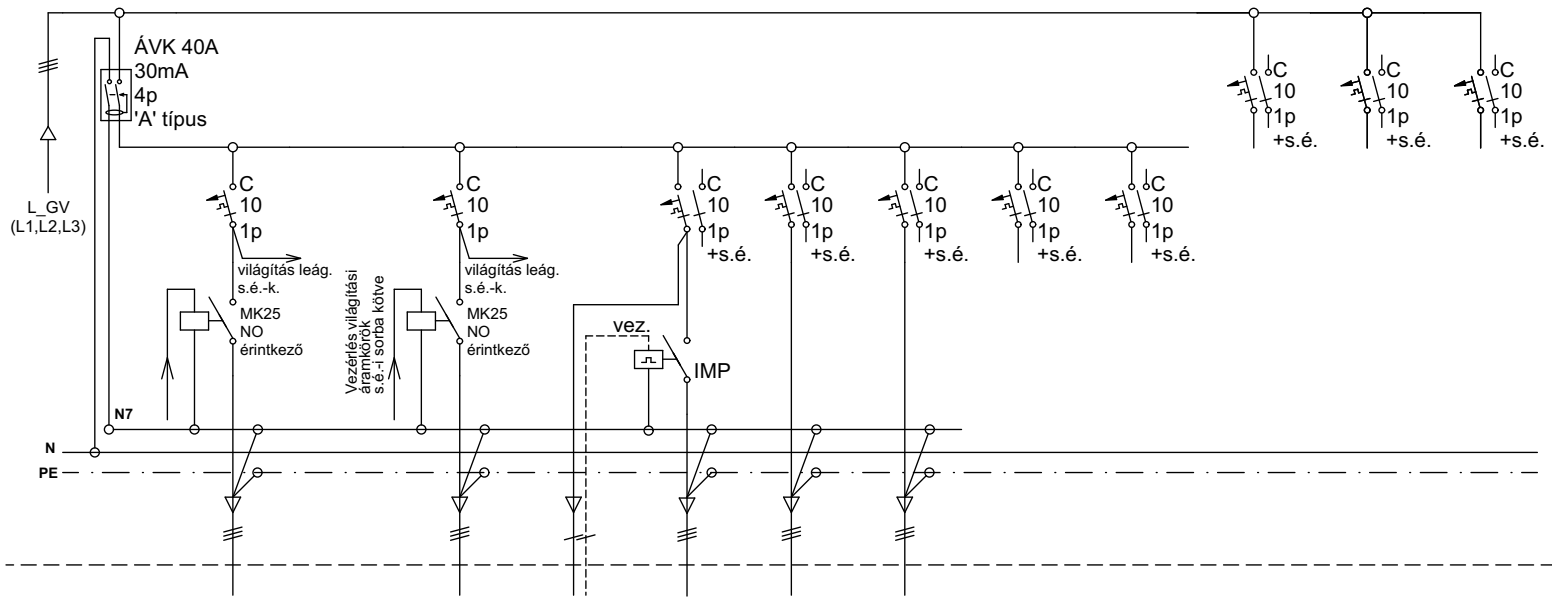 ÁVK 40A
30mA
4p
'A' típus
L_GV
(L1,L2,L3)
C
10
1p
+s.é.
C
10
1p
+s.é.
C
10
1p
+s.é.
C
10
1p
világítás leág.
s.é.-k.
MK25
NO
érintkező
C
10
1p
világítás leág.
s.é.-k.
MK25
NO
érintkező
Vezérlés világítási
áramkörök
s.é.-i sorba kötve
C
10
1p
+s.é.
vez.
IMP
C
10
1p
C
10
1p
+s.é.
C
10
1p
+s.é.
C
10
1p
+s.é.
N7
N
PE